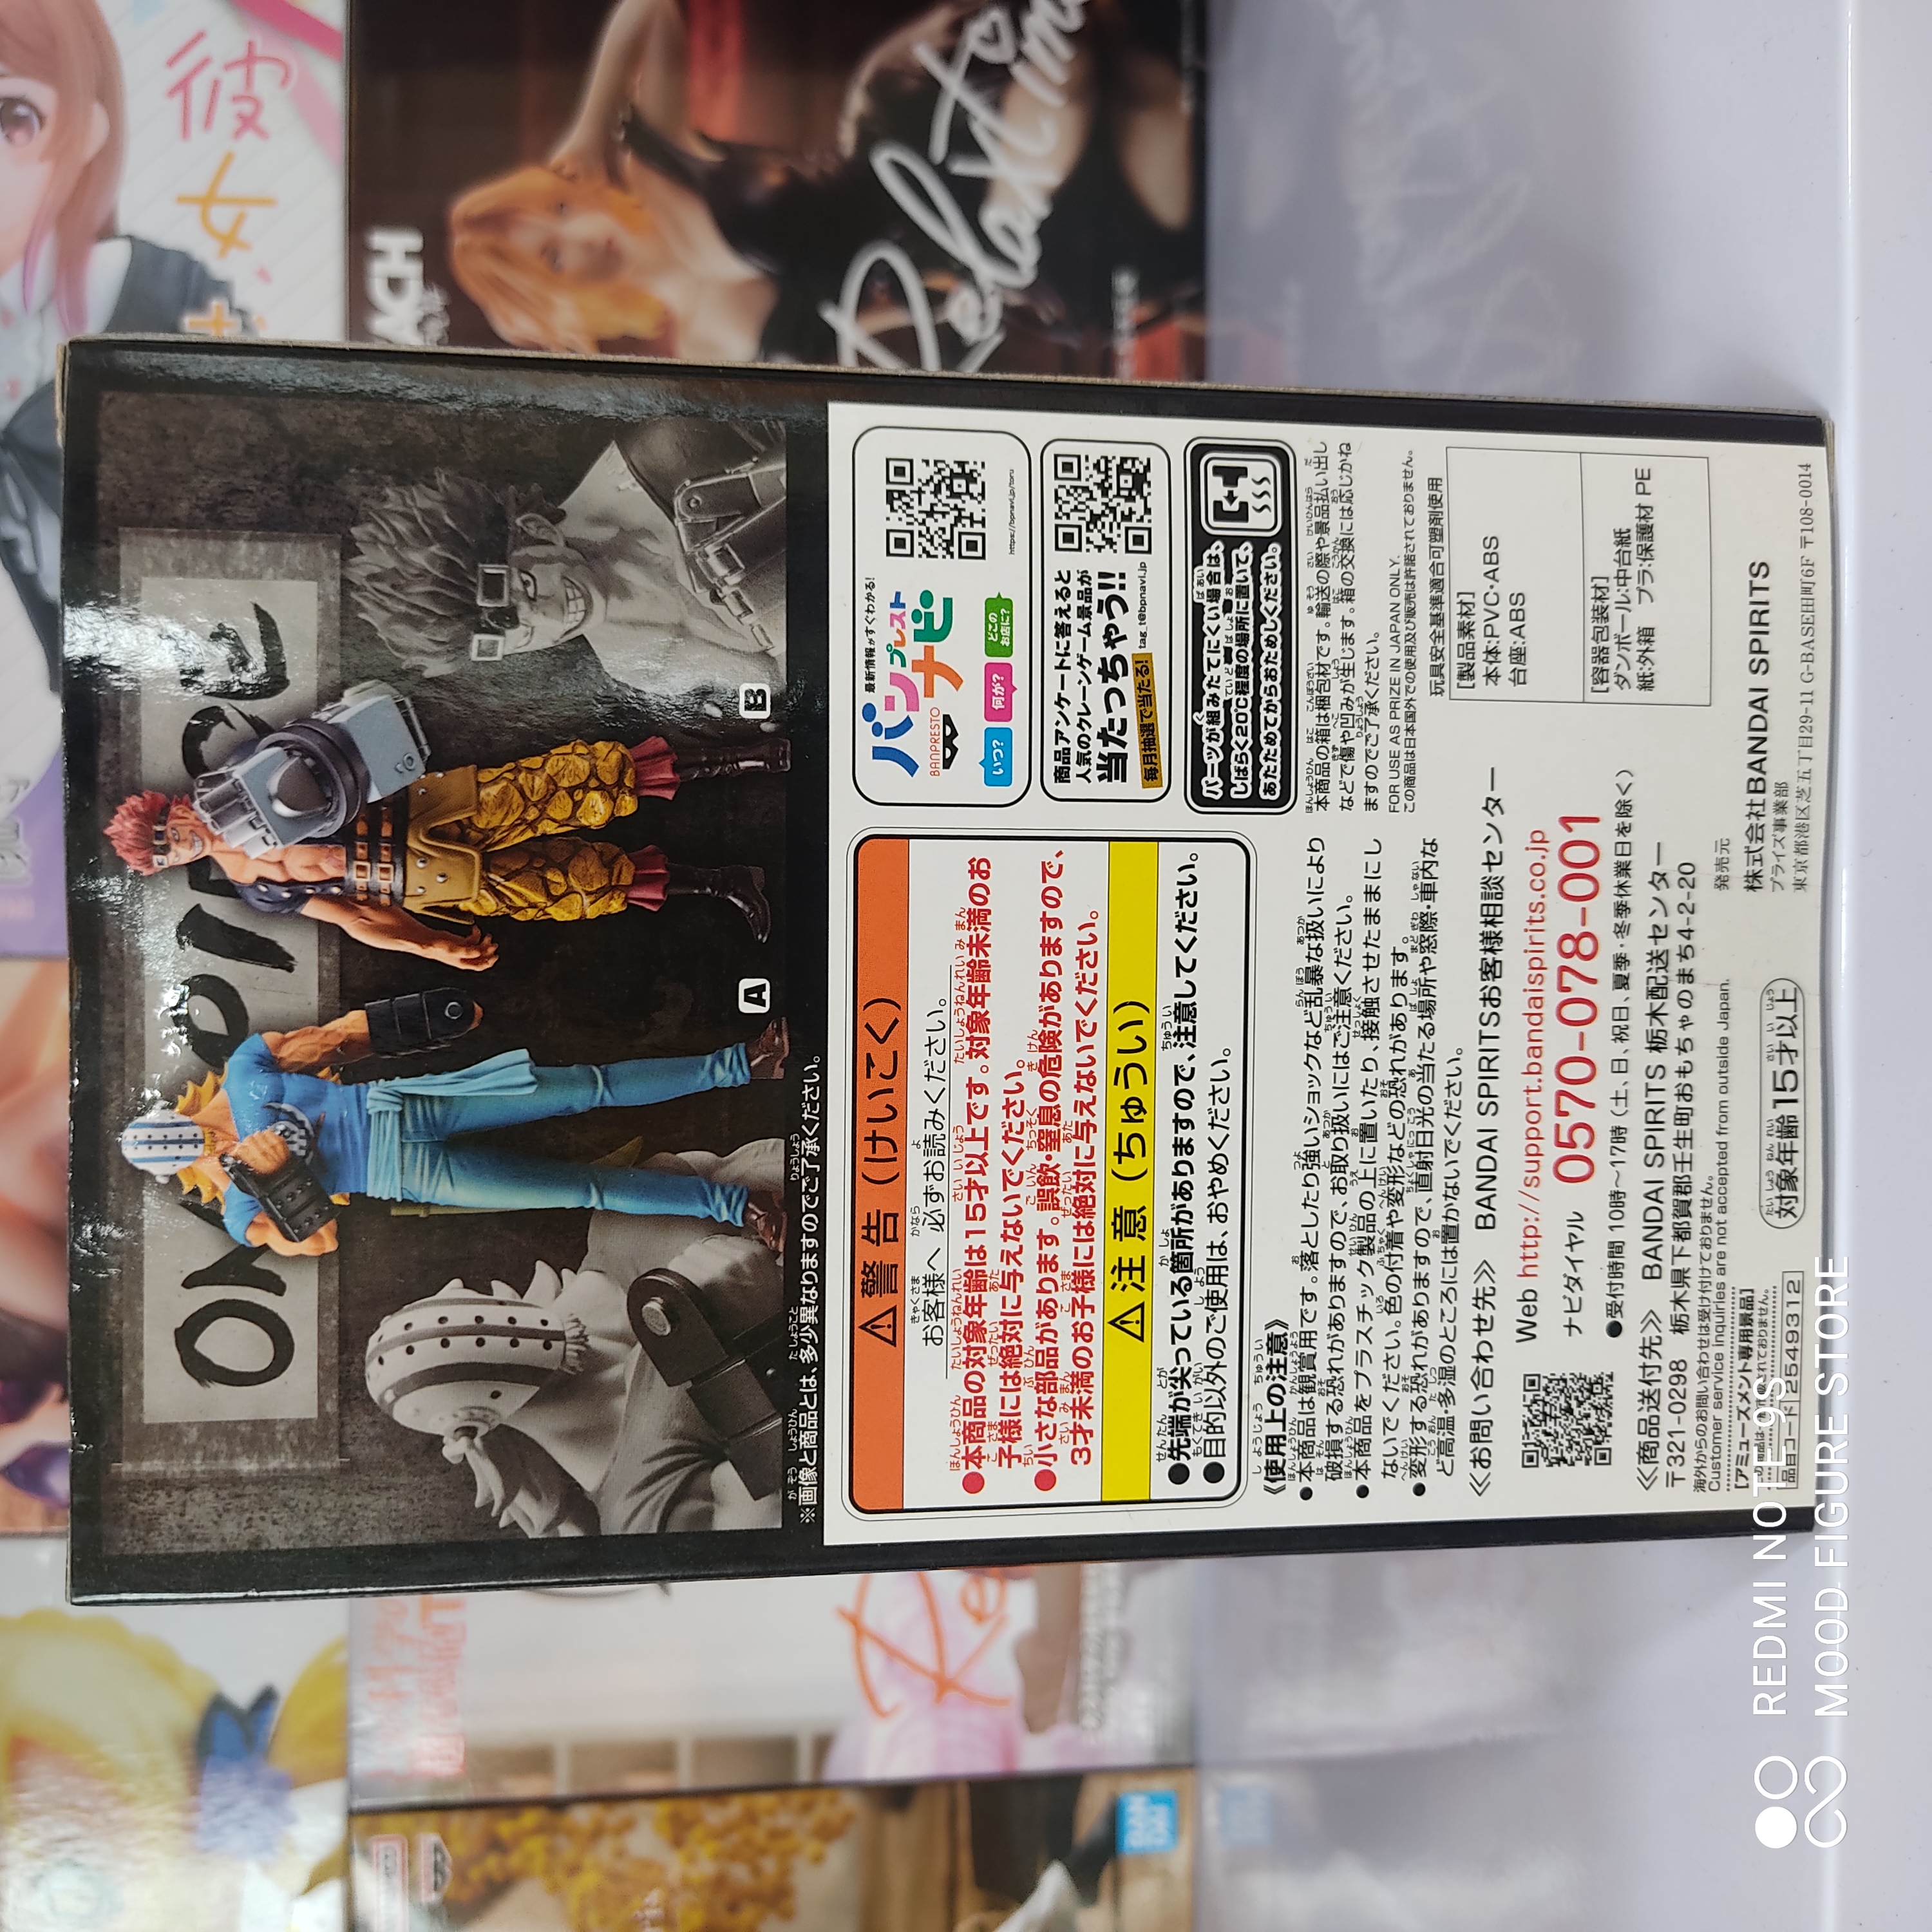 彼
女
ACH
Relax time
ONE PIECE
A
B
※画像と商品とは、多少異なりますのでご了承ください。
⚠警告（けいこく）
お客様へ 必ずお読みください。
●本商品の対象年齢は15才以上です。対象年齢未満のお
子様には絶対に与えないでください。
●小さな部品があります。誤飲・窒息の危険がありますので、
3才未満のお子様には絶対に与えないでください。
⚠注意（ちゅうい）
●先端が尖っている箇所がありますので、注意してください。
●目的以外のご使用は、おやめください。
《使用上の注意》
●本商品は観賞用です。落としたり強いショックなど乱暴な扱いにより
破損する恐れがありますので、お取り扱いにはご注意ください。
●本商品をプラスチック製品の上に置いたり、接触させたままにし
ないでください。色の付着や変形などの恐れがあります。
●変形する恐れがありますので、直射日光の当たる場所や窓際・車内な
ど高温・多湿のところには置かないでください。
≪お問い合わせ先≫ BANDAI SPIRITSお客様相談センター
Web http://support.bandaispirits.co.jp
ナビダイヤル 0570-078-001
●受付時間 10時～17時（土、日、祝日、夏季・冬季休業日を除く）
≪商品送付先≫ BANDAI SPIRITS 栃木配送センター
〒321-0298 栃木県下都賀郡壬生町おもちゃのまち4-2-20
海外からのお問い合わせは受け付けておりません。
Customer service inquiries are not accepted from outside Japan.
[アミューズメント専用景品]
品番コード 2549312
対象年齢15才以上
最新情報がすぐわかる!
バンプレストナビ
BANPRESTO
いつ?
何が?
どこのお店に?
https://bpnavi.jp/toru
商品アンケートに答えると
人気のクレーンゲーム景品が
当たっちゃう!!
毎月抽選で当たる!
tag_t@bpnavi.jp
パーツが組みたてにくい場合は、
しばらく20℃程度の場所に置いて、
あたためてからおためしください。
本商品の箱は梱包材です。輸送の際や景品払い出し
などで傷や凹みが生じます。箱の交換には応じかね
ますのでご了承ください。
FOR USE AS PRIZE IN JAPAN ONLY.
この商品は日本国外での使用及び販売は許諾されておりません。
玩具安全基準適合可塑剤使用
[製品素材]
本体:PVC・ABS
台座:ABS
[容器包装材]
ダンボール:中台紙
紙:外箱 プラ:保護材 PE
発売元
株式会社BANDAI SPIRITS
プライズ事業部
東京都港区芝五丁目29-11 G-BASE田町6F 〒108-0014
Re
BAN
DAI
REDMI NOTE 9S
MOOD FIGURE STORE